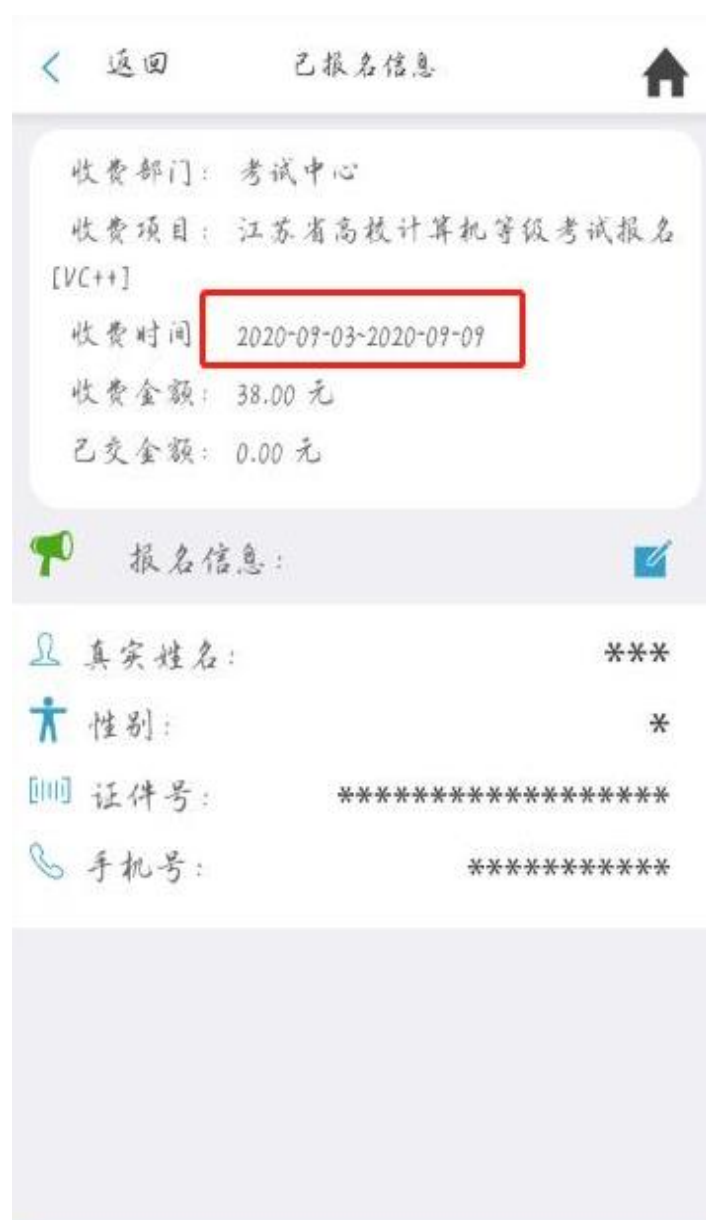 返回 已报名信息
收费部门： 考试中心
收费项目： 江苏省高校计算机等级考试报名
[VC++]
收费时间 2020-09-03~2020-09-09
收费金额： 38.00 元
已交金额： 0.00 元
报名信息：
真实姓名： ***
性别： *
证件号： ******************
手机号： ***********